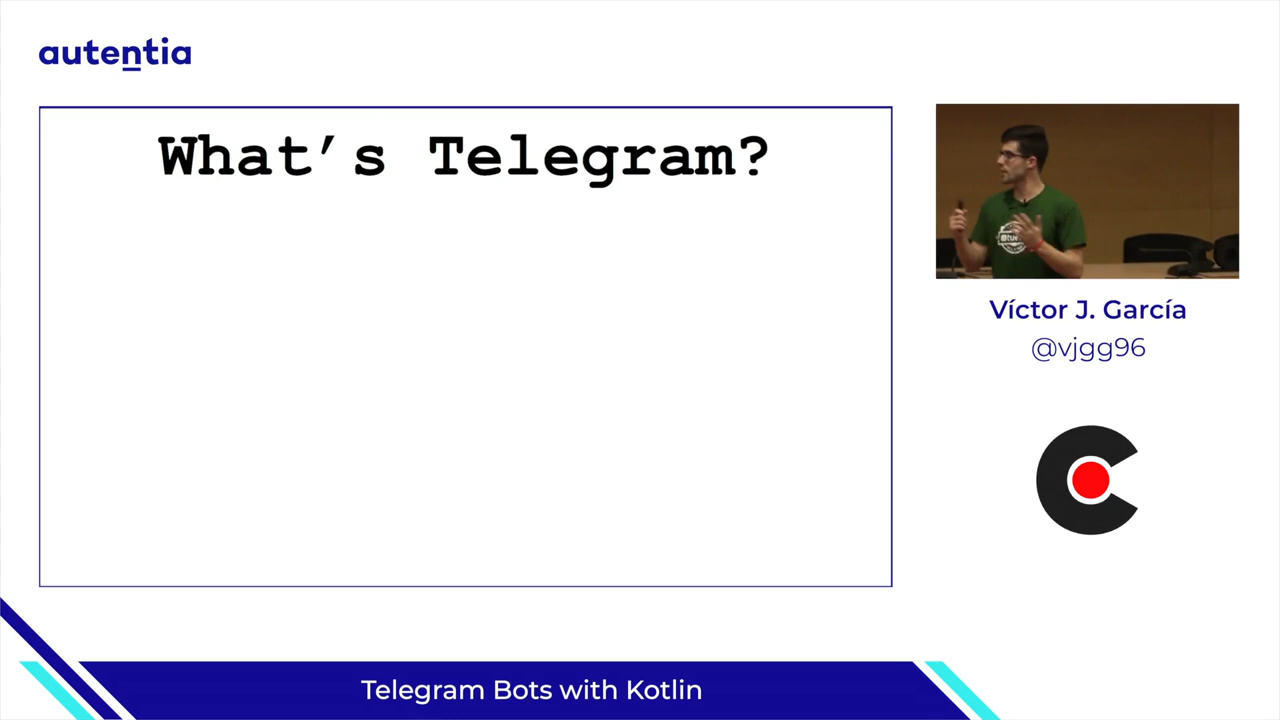 autentia
What’s Telegram?
Víctor J. García
@vjgg96
Telegram Bots with Kotlin